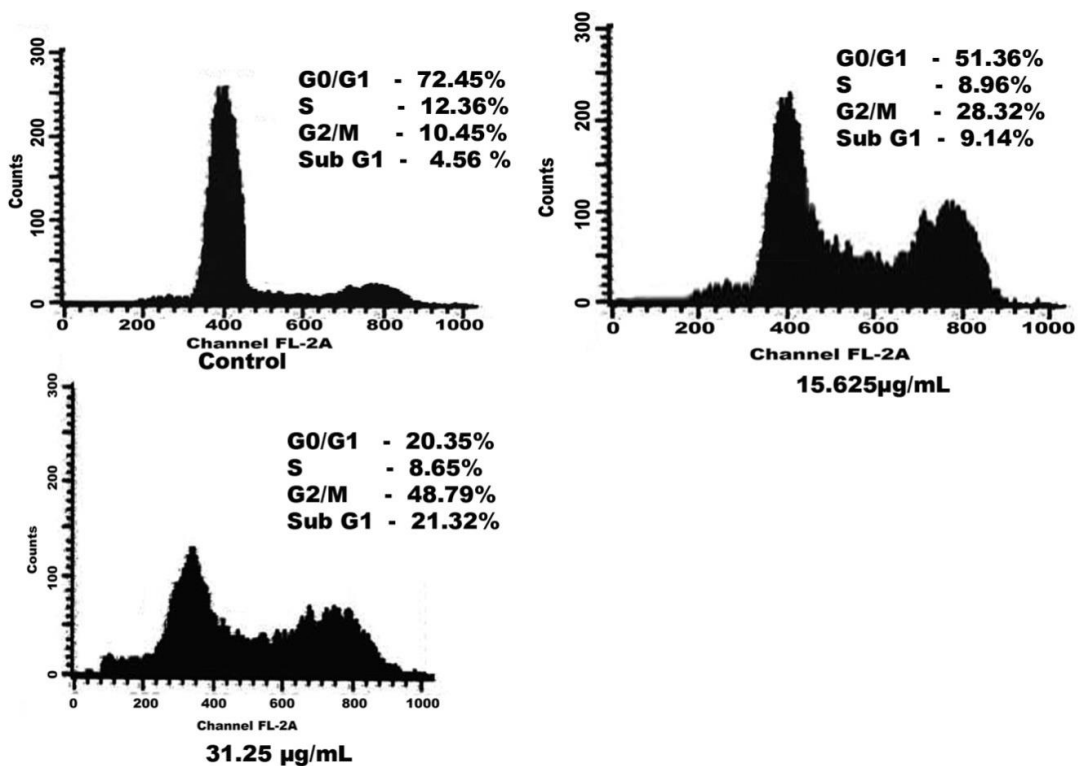 300
200
100
0
Counts
G0/G1 - 72.45%
S - 12.36%
G2/M - 10.45%
Sub G1 - 4.56 %
0 200 400 600 800 1000
Channel FL-2A
Control
300
200
100
0
Counts
G0/G1 - 51.36%
S - 8.96%
G2/M - 28.32%
Sub G1 - 9.14%
0 200 400 600 800 1000
Channel FL-2A
15.625µg/mL
300
200
100
0
Counts
G0/G1 - 20.35%
S - 8.65%
G2/M - 48.79%
Sub G1 - 21.32%
0 200 400 600 800 1000
Channel FL-2A
31.25 µg/mL